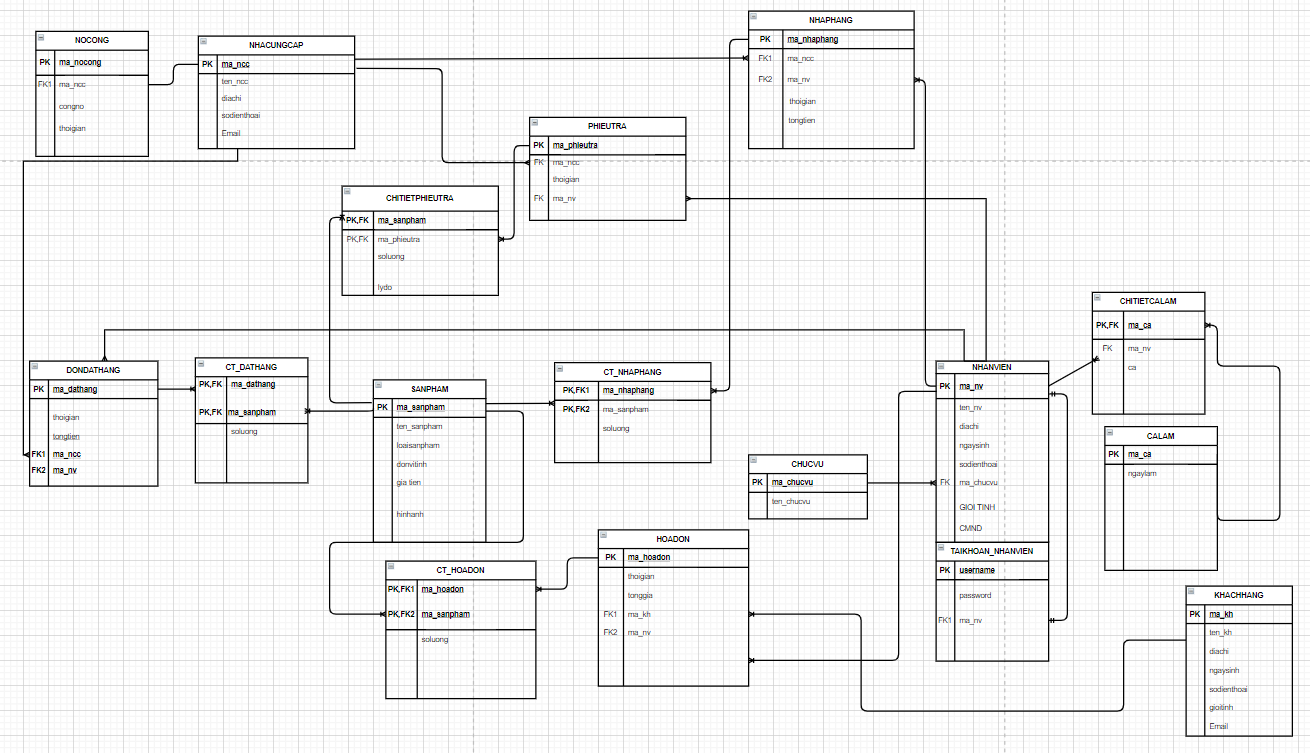 NOCONG
PK ma_nocong
FK1 ma_ncc
congno
thoigian
NHACUNGCAP
PK ma_ncc
ten_ncc
diachi
sodienthoai
Email
NHAPHANG
PK ma_nhaphang
FK1 ma_ncc
FK2 ma_nv
thoigian
tongtien
PHIEUTRA
PK ma_phieutra
FK ma_ncc
thoigian
FK ma_nv
CHITIETPHIEUTRA
PK,FK ma_sanpham
PK,FK ma_phieutra
soluong
lydo
DONDATHANG
PK ma_dathang
thoigian
tongtien
FK1 ma_ncc
FK2 ma_nv
CT_DATHANG
PK,FK ma_dathang
PK,FK ma_sanpham
soluong
SANPHAM
PK ma_sanpham
ten_sanpham
loaisanpham
donvitinh
gia tien
hinhanh
CT_NHAPHANG
PK,FK1 ma_nhaphang
PK,FK2 ma_sanpham
soluong
NHANVIEN
PK ma_nv
ten_nv
diachi
ngaysinh
sodienthoai
FK ma_chucvu
GIOI TINH
CMND
CHITIETCALAM
PK,FK ma_ca
FK ma_nv
ca
CALAM
PK ma_ca
ngaylam
CHUCVU
PK ma_chucvu
ten_chucvu
TAIKHOAN_NHANVIEN
PK username
password
FK1 ma_nv
CT_HOADON
PK,FK1 ma_hoadon
PK,FK2 ma_sanpham
soluong
HOADON
PK ma_hoadon
thoigian
tonggia
FK1 ma_kh
FK2 ma_nv
KHACHHANG
PK ma_kh
ten_kh
diachi
ngaysinh
sodienthoai
gioitinh
Email